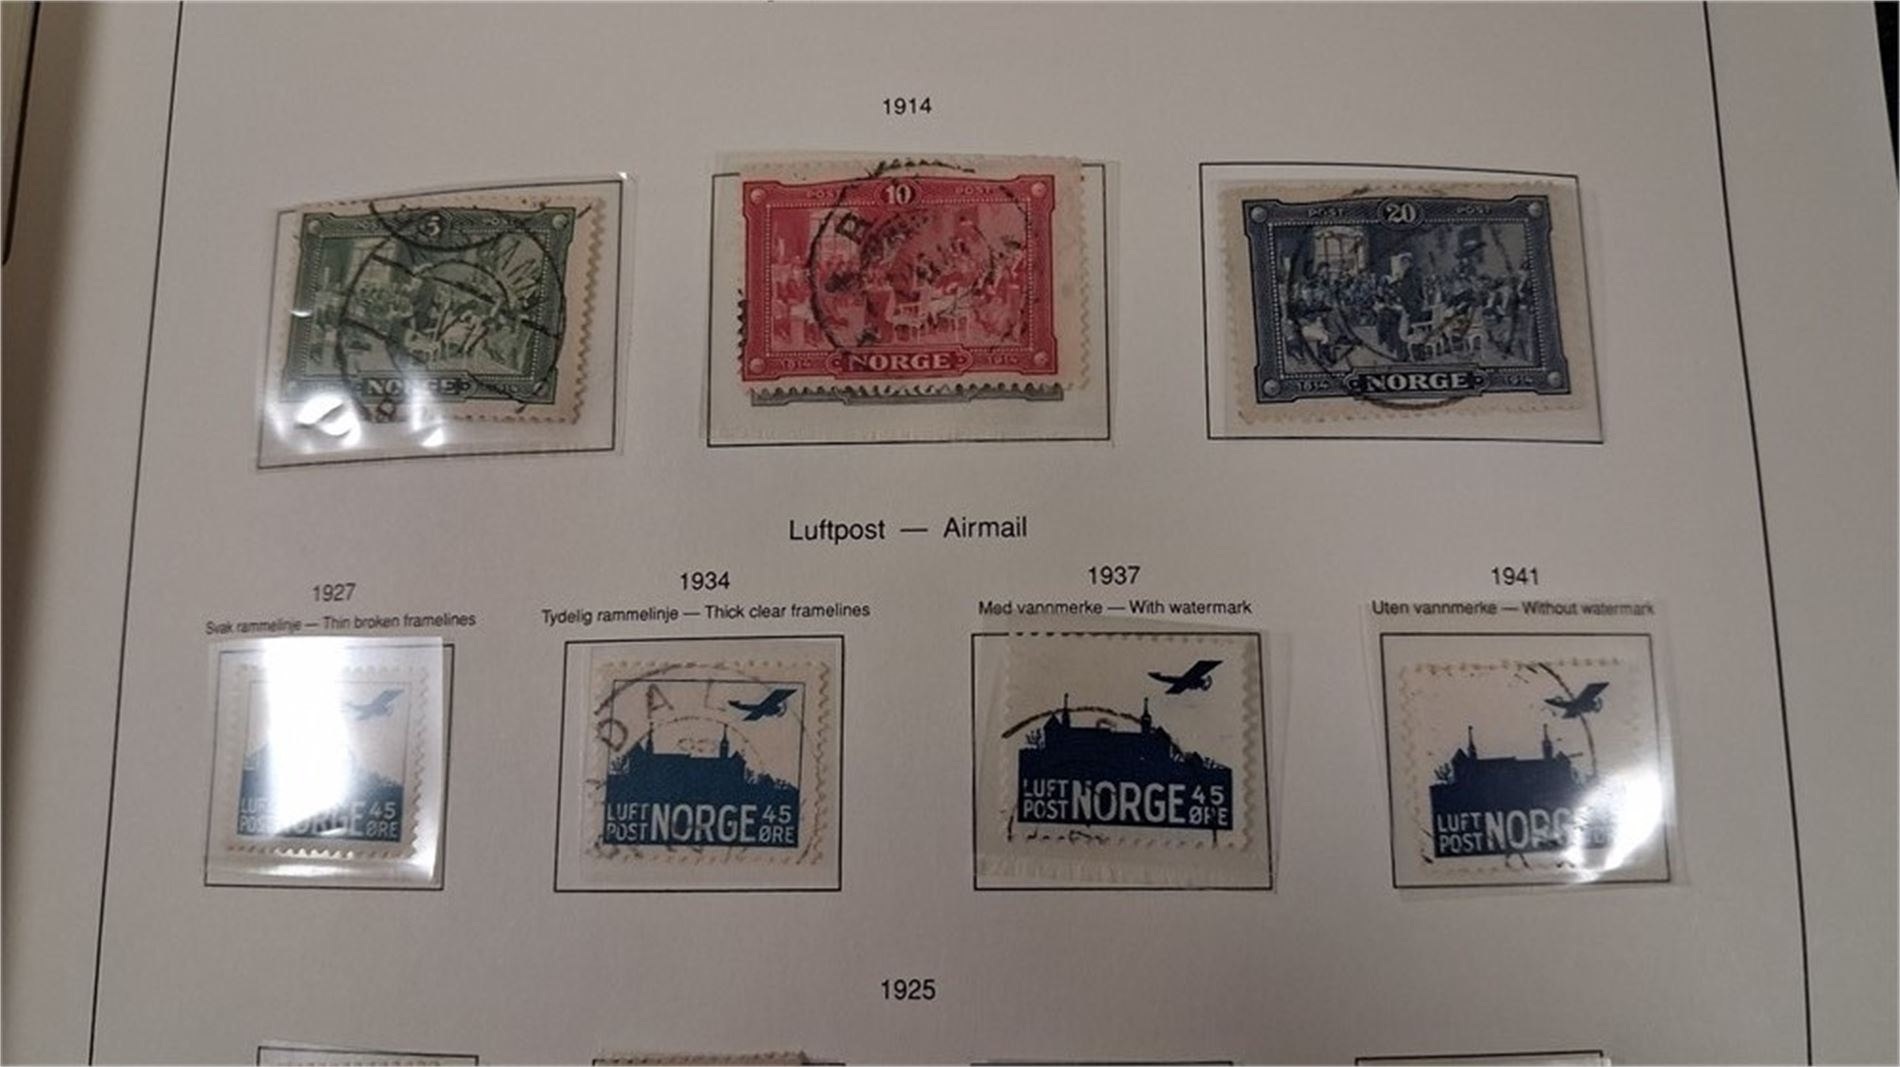 1914
5 POST
NORGE
POST 10 POST
1814 NORGE 1914
NORGE
POST 20 POST
1814 NORGE 1914
Luftpost — Airmail
1927
Svak rammelinje — Thin broken framelines
1934
Tydelig rammelinje — Thick clear framelines
1937
Med vannmerke — With watermark
1941
Uten vannmerke — Without watermark
LUFT POST NORGE 45 ØRE
DAL
LUFT POST NORGE 45 ØRE
LUFT POST NORGE 45 ØRE
LUFT POST NORG
1925